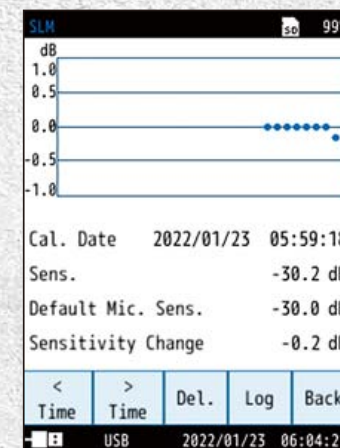 SLM SD 99%
dB
1.0
0.5
0.0
-0.5
-1.0
Cal. Date 2022/01/23 05:59:18
Sens. -30.2 d
Default Mic. Sens. -30.0 d
Sensitivity Change -0.2 d
< Time > Time Del. Log Back
USB 2022/01/23 06:04:2